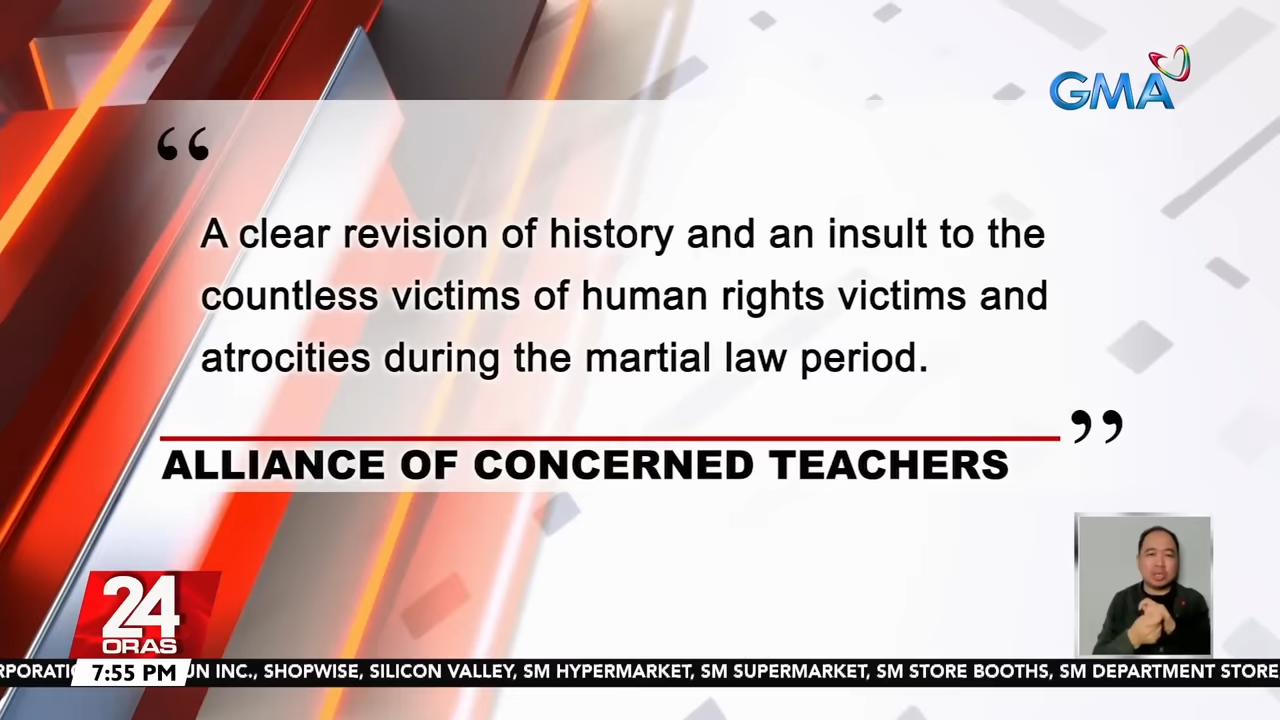 GMA
“
A clear revision of history and an insult to the
countless victims of human rights victims and
atrocities during the martial law period.
”
ALLIANCE OF CONCERNED TEACHERS
24
ORAS
7:55 PM
UN INC., SHOPWISE, SILICON VALLEY, SM HYPERMARKET, SM SUPERMARKET, SM STORE BOOTHS, SM DEPARTMENT STORE